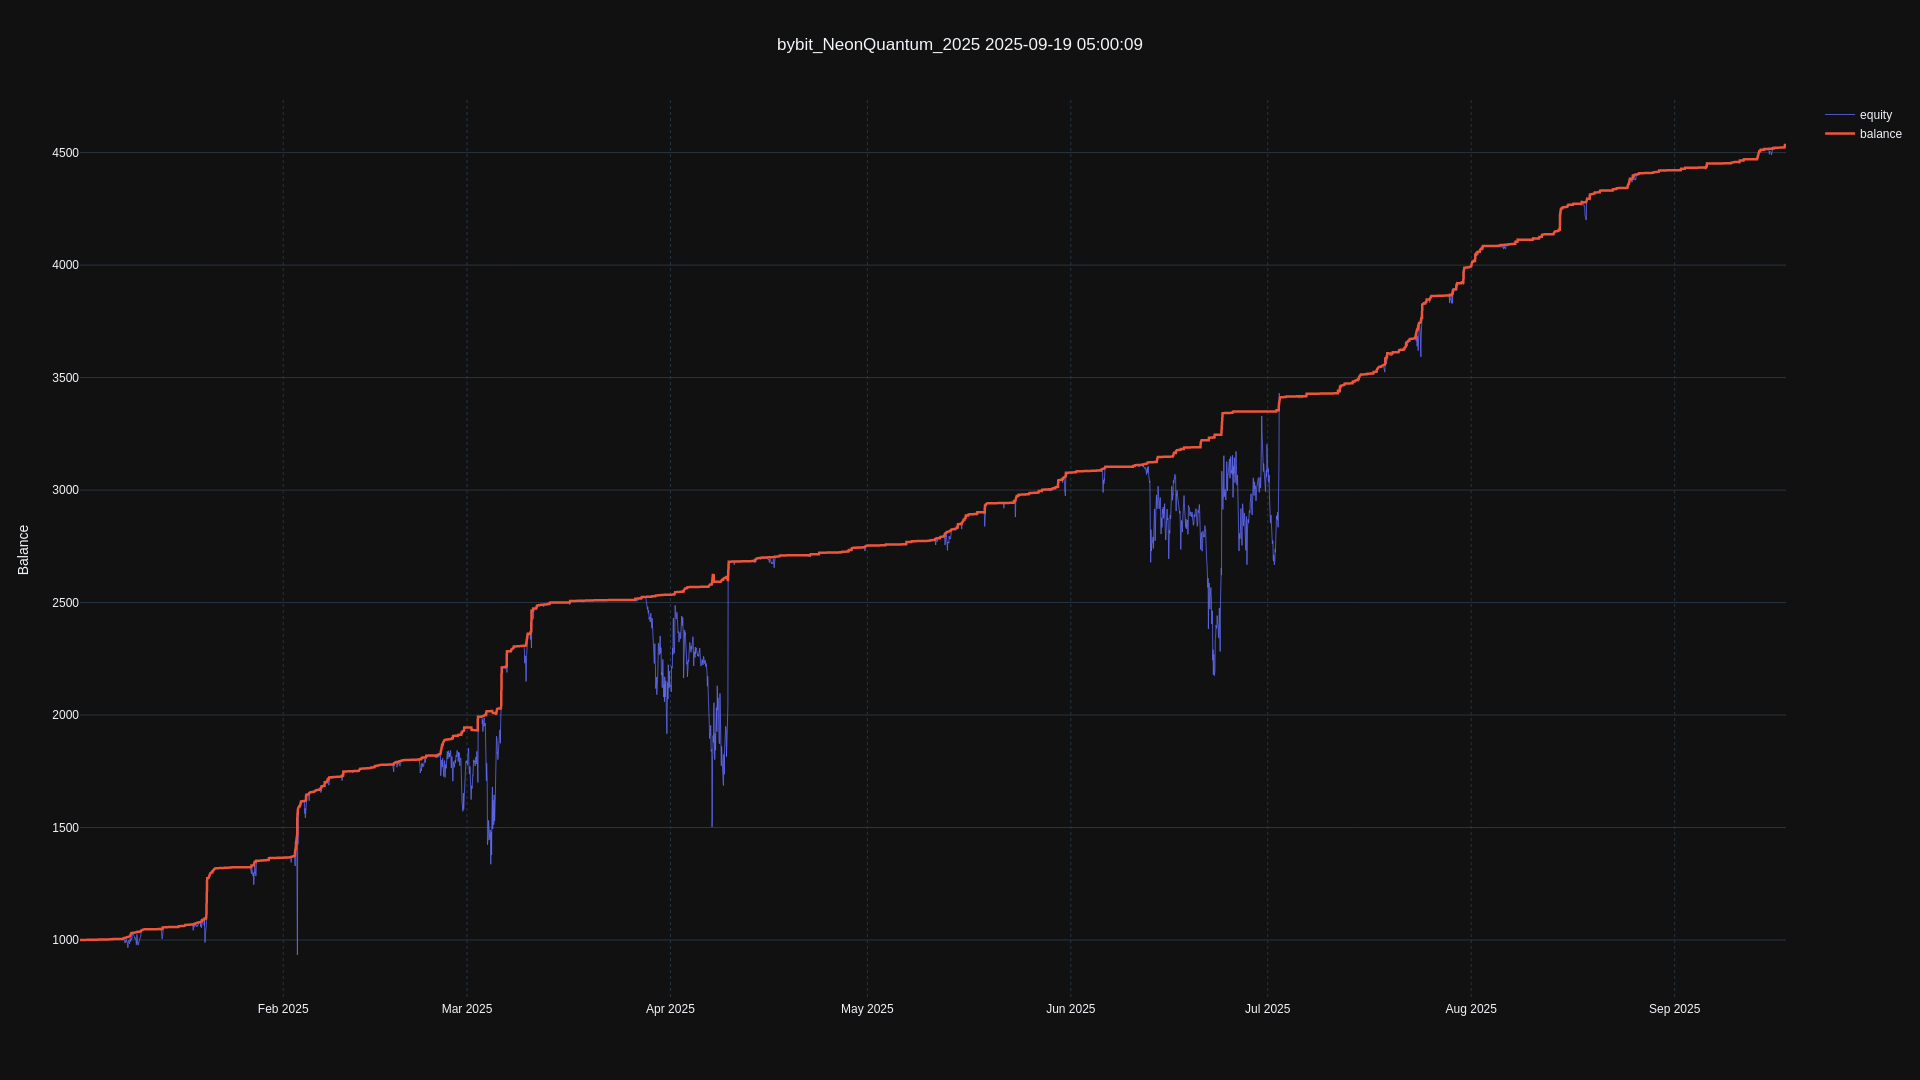 bybit_NeonQuantum_2025 2025-09-19 05:00:09
equity
balance
4500
4000
3500
3000
2500
2000
1500
1000
Balance
Feb 2025
Mar 2025
Apr 2025
May 2025
Jun 2025
Jul 2025
Aug 2025
Sep 2025